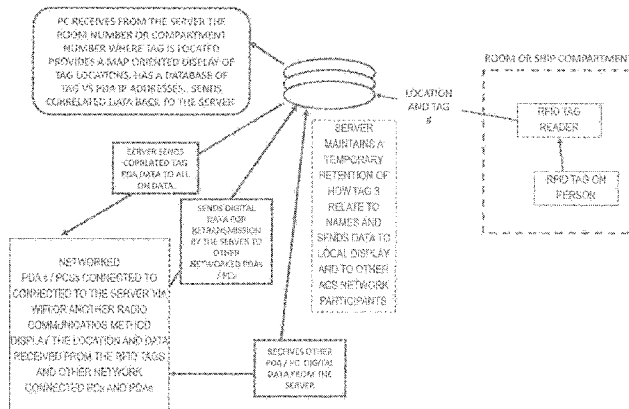 PC RECEIVES FROM THE SERVER THE
ROOM NUMBER OR COMPARTMENT
NUMBER WHERE TAG IS LOCATED
PROVIDES A MAP ORIENTED DISPLAY OF
TAG LOCATIONS, HAS A DATABASE OF
TAG VS PDA IP ADDRESSES, SENDS
CORRELATED DATA BACK TO THE SERVER
ROOM OR SHIP COMPARTMENT
LOCATION
AND TAG
#
RFID TAG
READER
RFID TAG ON
PERSON
SERVER
MAINTAINS A
TEMPORARY
RETENTION OF
HOW TAG S
RELATE TO
NAMES AND
SENDS DATA TO
LOCAL DISPLAY
AND TO OTHER
ACS NETWORK
PARTICIPANTS
SERVER SENDS
CORRLATED TAG
PDA DATA TO ALL
ON DATA
SENDS DIGITAL
DATA FOR
RETRANSMISSION
BY THE SERVER TO
OTHER
NETWORKED PDAs
/ PCs
NETWORKED
PDA s / PCs CONNECTED TO
CONNECTED TO THE SERVER VIA
WIFI OR ANOTHER RADIO
COMMUNICATIOS METHOD
DISPLAY THE LOCATION AND DATA
RECEIVED FROM THE RFID TAGS
AND OTHER NETWORK
CONNECTED PCs AND PDAs
RECEIVES OTHER
PDA / PC DIGITAL
DATA FROM THE
SERVER